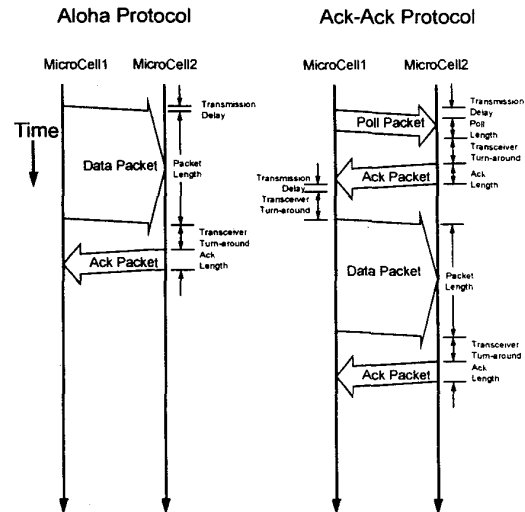 Aloha Protocol
MicroCell1 MicroCell2
Time
Transmission
Delay
Data Packet
Packet
Length
Transceiver
Turn-around
Ack Packet
Ack
Length
Ack-Ack Protocol
MicroCell1 MicroCell2
Poll Packet
Transmission
Delay
Poll
Length
Transceiver
Turn-around
Ack Packet
Ack
Length
Transmission
Delay
Transceiver
Turn-around
Data Packet
Packet
Length
Transceiver
Turn-around
Ack Packet
Ack
Length